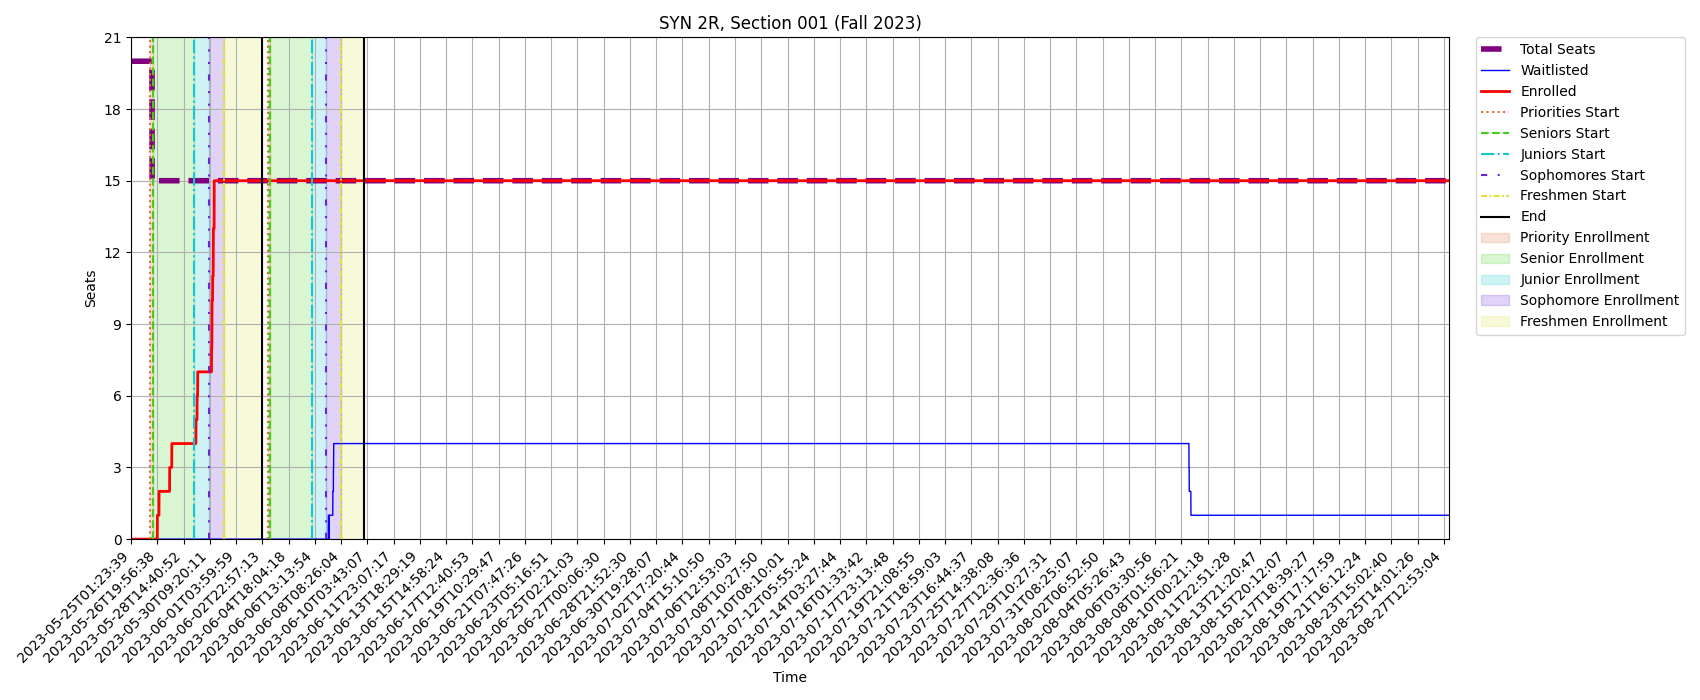 SYN 2R, Section 001 (Fall 2023)
21
18
15
12
9
6
3
0
Seats
2023-05-25T01:23:39
2023-05-26T19:56:38
2023-05-28T14:40:52
2023-05-30T09:20:11
2023-06-01T03:59:59
2023-06-02T22:57:13
2023-06-04T18:04:18
2023-06-06T13:13:54
2023-06-08T08:26:04
2023-06-10T03:43:07
2023-06-11T23:07:17
2023-06-13T18:29:19
2023-06-15T14:58:24
2023-06-17T12:40:53
2023-06-19T10:29:47
2023-06-21T07:47:26
2023-06-23T05:16:51
2023-06-25T02:21:03
2023-06-27T00:06:30
2023-06-28T21:52:30
2023-06-30T19:28:07
2023-07-02T17:20:44
2023-07-04T15:10:50
2023-07-06T12:53:03
2023-07-08T10:27:50
2023-07-10T08:10:01
2023-07-12T05:55:24
2023-07-14T03:27:44
2023-07-16T01:33:42
2023-07-17T23:13:48
2023-07-19T21:08:55
2023-07-21T18:59:03
2023-07-23T16:44:37
2023-07-25T14:38:08
2023-07-27T12:36:36
2023-07-29T10:27:31
2023-07-31T08:25:07
2023-08-02T06:52:50
2023-08-04T05:26:43
2023-08-06T03:30:56
2023-08-08T01:56:21
2023-08-10T00:21:18
2023-08-11T22:51:28
2023-08-13T21:20:47
2023-08-15T20:12:07
2023-08-17T18:39:27
2023-08-19T17:17:59
2023-08-21T16:12:24
2023-08-23T15:02:40
2023-08-25T14:01:26
2023-08-27T12:53:04
Time
Total Seats
Waitlisted
Enrolled
Priorities Start
Seniors Start
Juniors Start
Sophomores Start
Freshmen Start
End
Priority Enrollment
Senior Enrollment
Junior Enrollment
Sophomore Enrollment
Freshmen Enrollment